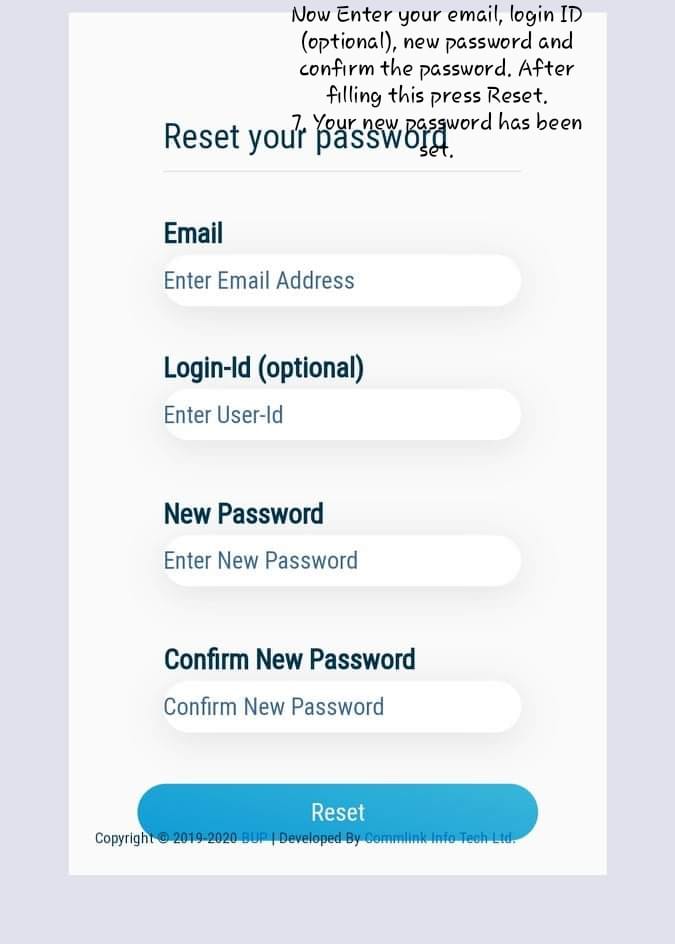 Now Enter your email, login ID
(optional), new password and
confirm the password. After
filling this press Reset.
7. Your new password has been
set.
Reset your password
Email
Enter Email Address
Login-Id (optional)
Enter User-Id
New Password
Enter New Password
Confirm New Password
Confirm New Password
Reset
Copyright © 2019-2020 BUP | Developed By Commlink Info Tech Ltd.